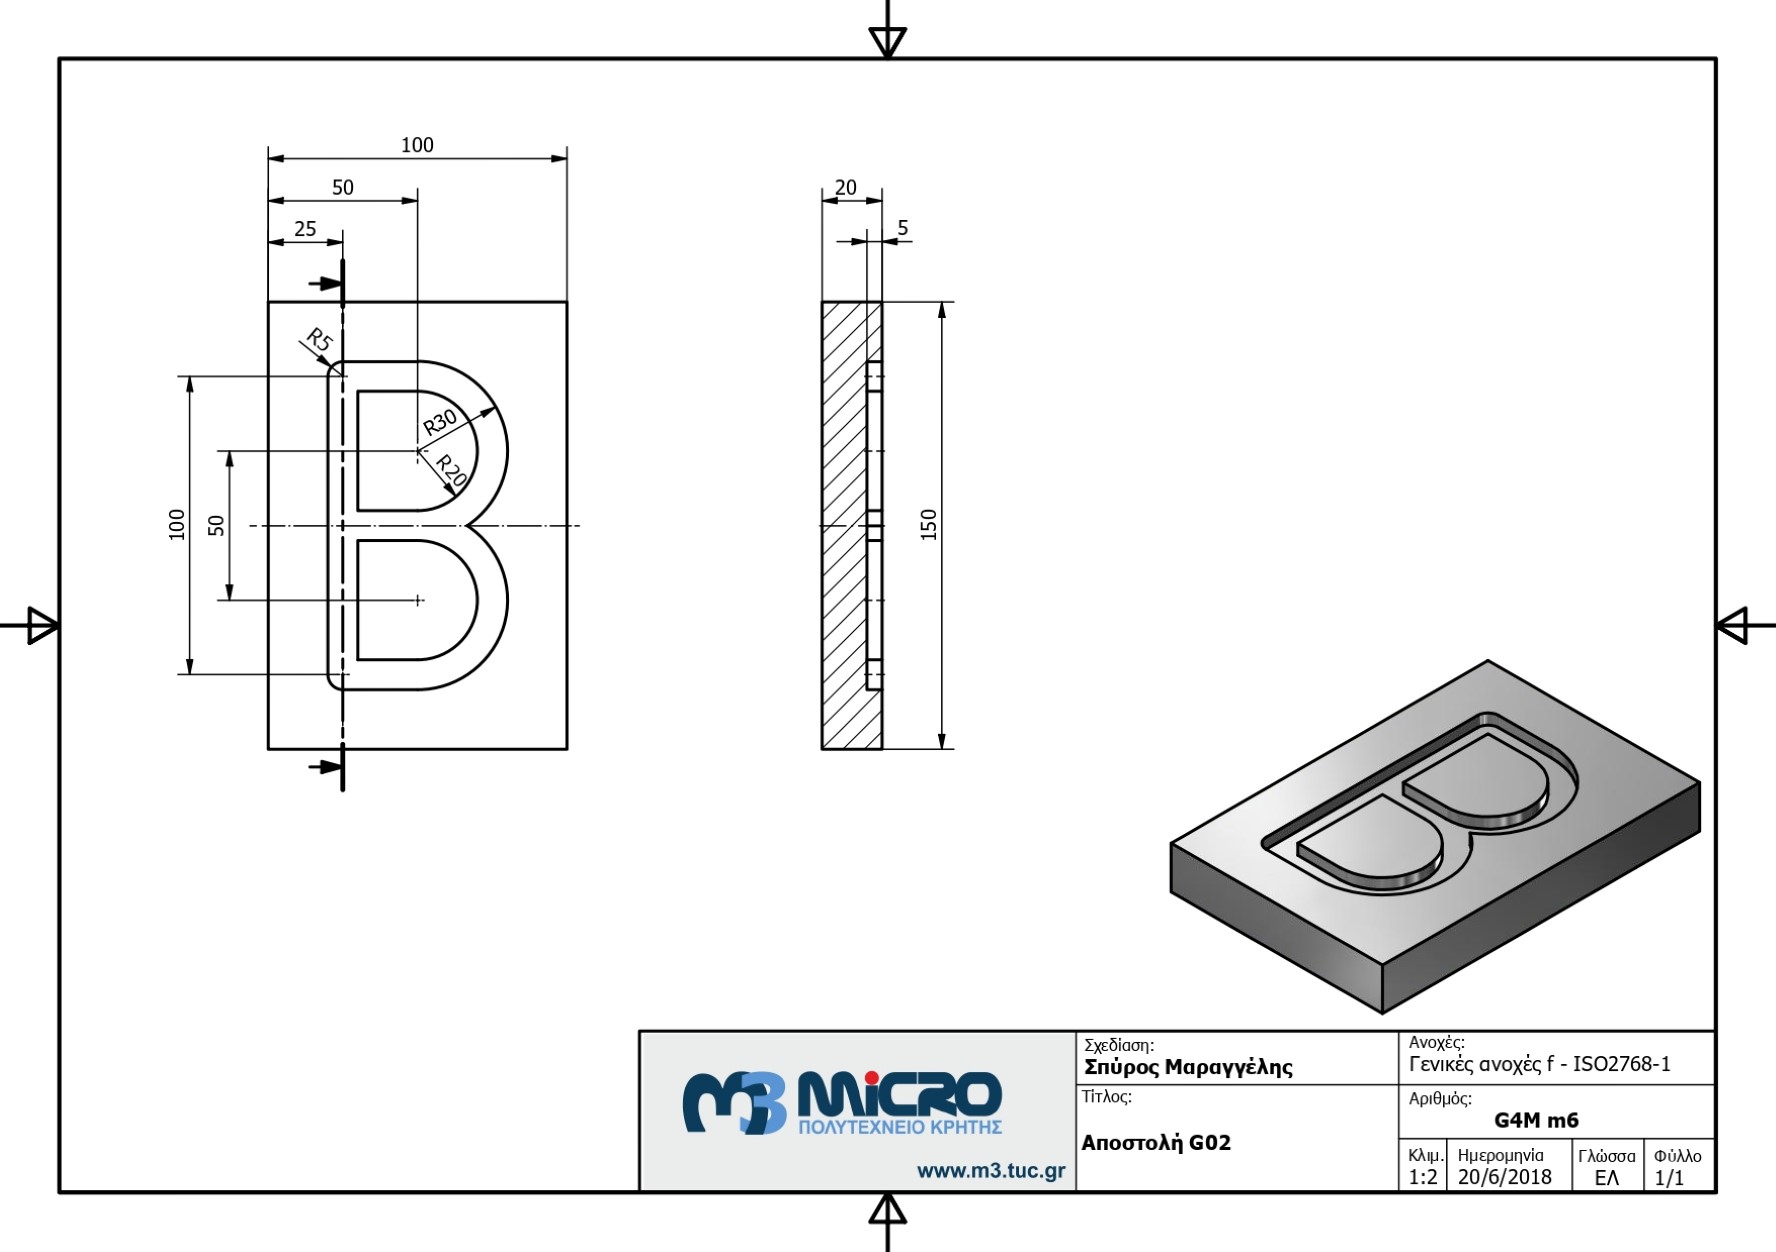 100
50
25
20
5
R5
R30
R20
100
50
150
m3 MiCRO
ΠΟΛΥΤΕΧΝΕΙΟ ΚΡΗΤΗΣ
www.m3.tuc.gr
Σχεδίαση:
Σπύρος Μαραγγέλης
Τίτλος:
Αποστολή G02
Ανοχές:
Γενικές ανοχές f - ISO2768-1
Αριθμός:
G4M m6
Κλιμ.
1:2
Ημερομηνία
20/6/2018
Γλώσσα
ΕΛ
Φύλλο
1/1